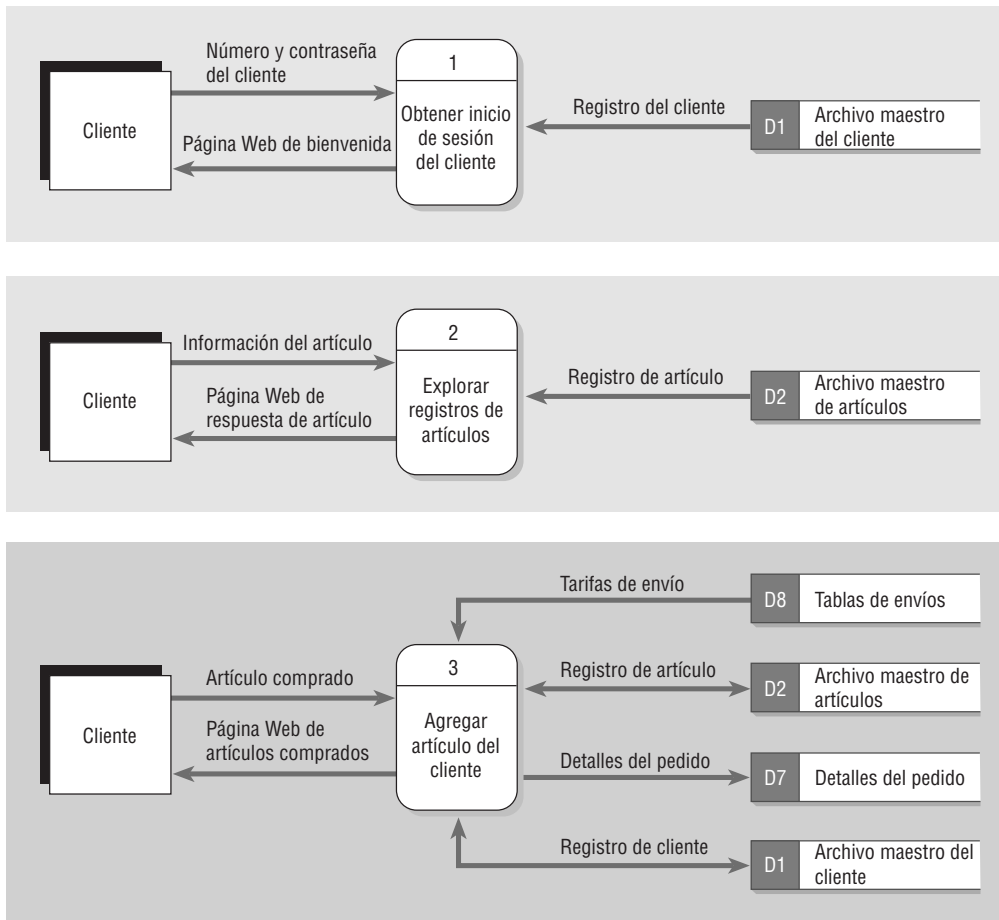 Número y contraseña
del cliente
1
Cliente
Obtener inicio
de sesión
del cliente
Página Web de bienvenida
Registro del cliente
D1
Archivo maestro
del cliente
Información del artículo
2
Cliente
Explorar
registros de
artículos
Página Web de
respuesta de artículo
Registro de artículo
D2
Archivo maestro
de artículos
Tarifas de envío
D8
Tablas de envíos
Artículo comprado
3
Cliente
Agregar
artículo del
cliente
Página Web de
artículos comprados
Registro de artículo
D2
Archivo maestro de
artículos
Detalles del pedido
D7
Detalles del pedido
Registro de cliente
D1
Archivo maestro del
cliente